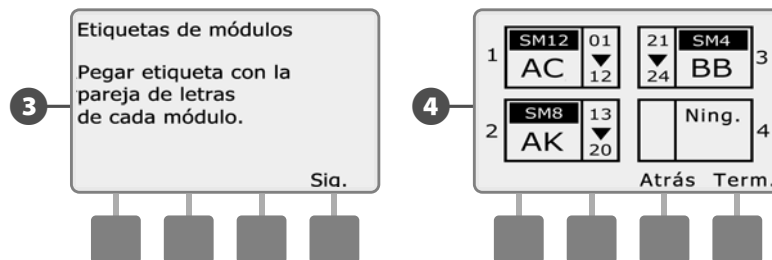 3
Etiquetas de módulos
Pegar etiqueta con la
pareja de letras
de cada módulo.
Sig.
4
1 SM12 AC 01 ▼ 12
21 ▼ 24 SM4 BB 3
2 SM8 AK 13 ▼ 20
Ning. 4
Atrás Term.